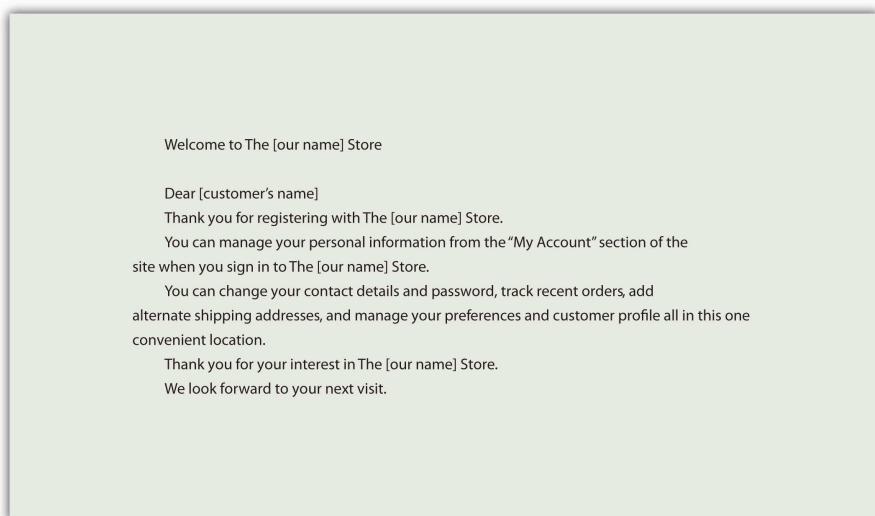 Welcome to The [our name] Store
Dear [customer’s name]
Thank you for registering with The [our name] Store.
You can manage your personal information from the “My Account” section of the
site when you sign in to The [our name] Store.
You can change your contact details and password, track recent orders, add
alternate shipping addresses, and manage your preferences and customer profile all in this one
convenient location.
Thank you for your interest in The [our name] Store.
We look forward to your next visit.